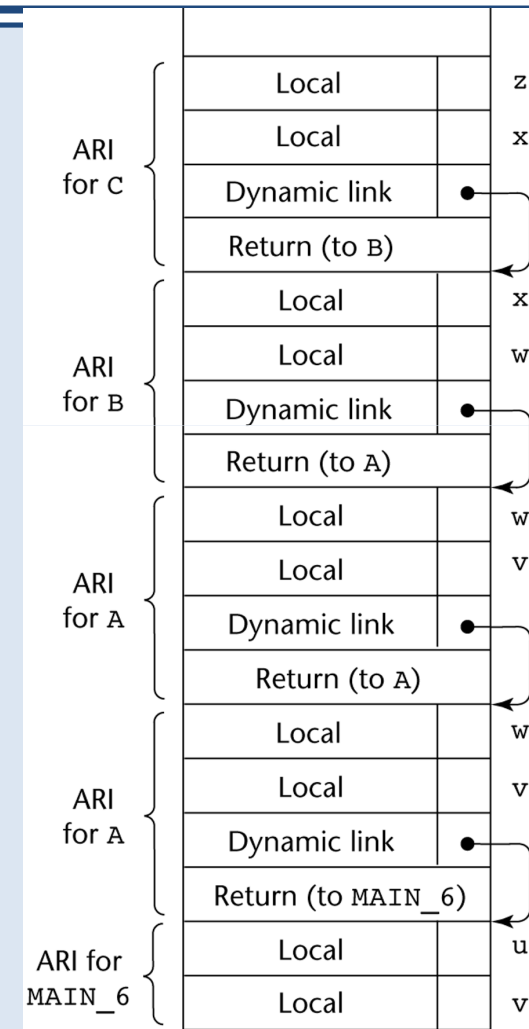 Local z
Local x
ARI
for C
Dynamic link
Return (to B)
Local x
Local w
ARI
for B
Dynamic link
Return (to A)
Local w
Local v
ARI
for A
Dynamic link
Return (to A)
Local w
Local v
ARI
for A
Dynamic link
Return (to MAIN_6)
Local u
ARI for
MAIN_6
Local v